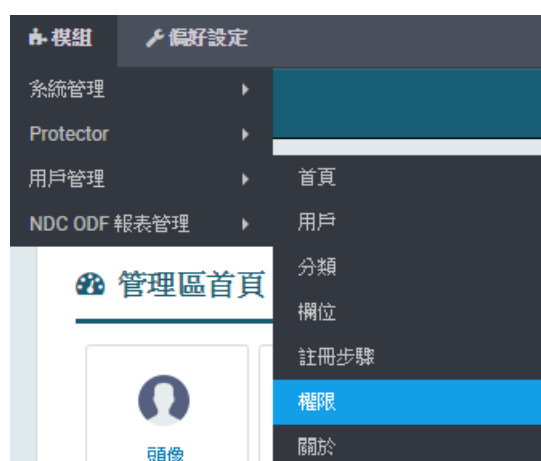 模組
偏好設定
系統管理
Protector
用戶管理
NDC ODF 報表管理
首頁
用戶
分類
欄位
註冊步驟
權限
關於
管理區首頁
頭像